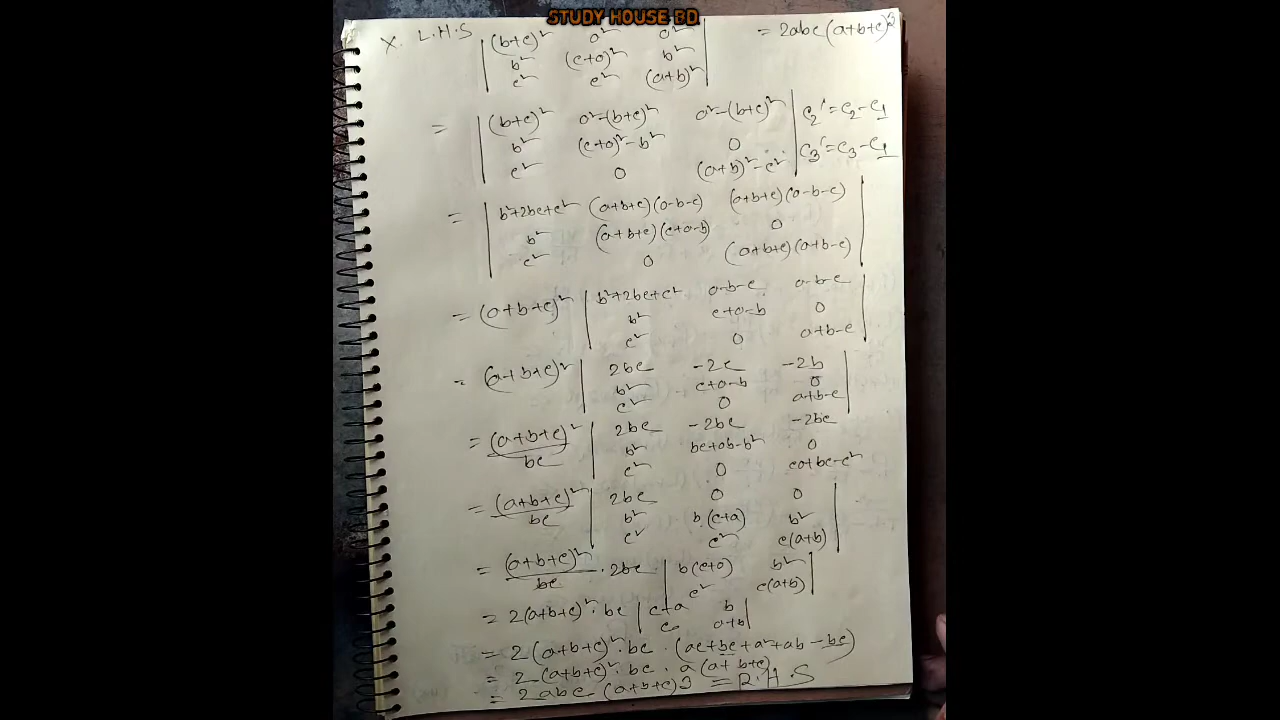 STUDY HOUSE BD
X. L.H.S | (b+c)² a² a² | = 2abc (a+b+c)³
| b² (c+a)² b² |
| c² c² (a+b)² |
= | (b+c)² a²-(b+c)² a²-(b+c)² | c₂′ = c₂-c₁
| b² (c+a)²-b² 0 | c₃′ = c₃-c₁
| c² 0 (a+b)²-c² |
= | b²+2bc+c² (a+b+c)(a-b-c) (a+b+c)(a-b-c) |
| b² (a+b+c)(c+a-b) 0 |
| c² 0 (a+b+c)(a+b-c) |
= (a+b+c)² | b²+2bc+c² a-b-c a-b-c |
| b² c+a-b 0 |
| c² 0 a+b-c |
= (a+b+c)² | 2bc -2c -2b |
| b² c+a-b 0 |
| c² 0 a+b-c |
= (a+b+c)²/bc | 2bc -2bc -2bc |
| b² bc+ab-b² 0 |
| c² 0 ca+bc-c² |
= (a+b+c)²/bc | 2bc 0 0 |
| b² b(c+a) b² |
| c² c² c(a+b) |
= (a+b+c)²/bc · 2bc | b(c+a) b² |
| c² c(a+b) |
= 2(a+b+c)² · bc | c+a b |
| c a+b |
= 2(a+b+c)² · bc · (ac+bc+a²+ab-bc)
= 2(a+b+c)² · bc · a(a+b+c)
= 2abc (a+b+c)3 = R.H.S